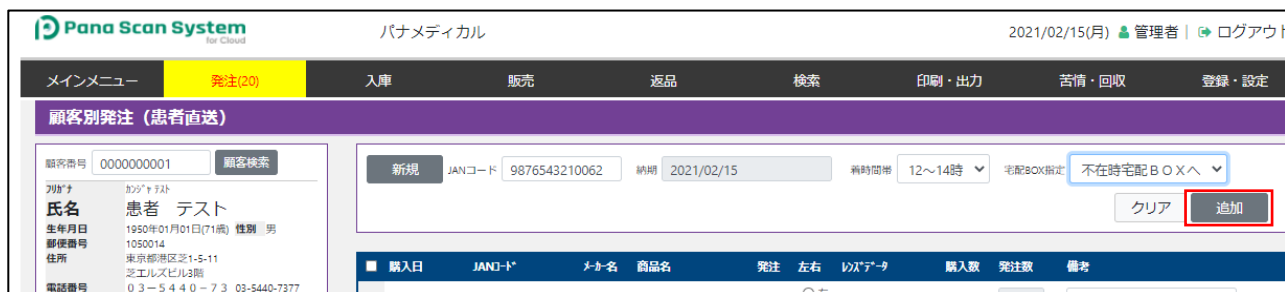 Pana Scan System
for Cloud
パナメディカル
2021/02/15(月) 管理者 | ログアウト
メインメニュー 発注(20) 入庫 販売 返品 検索 印刷・出力 苦情・回収 登録・設定
顧客別発注（患者直送）
顧客番号 0000000001 顧客検索
フリガナ ｶﾝｼﾞｬ ﾃｽﾄ
氏名 患者 テスト
生年月日 1950年01月01日(71歳) 性別 男
郵便番号 1050014
住所 東京都港区芝1-5-11
芝エルズビル3階
電話番号 03－5440－73 03-5440-7377
新規 JANコード 9876543210062 納期 2021/02/15 着時間帯 12～14時 宅配BOX指定 不在時宅配ＢＯＸへ
クリア 追加
購入日 JANｺｰﾄﾞ ﾒｰｶｰ名 商品名 発注 左右 ﾚﾝｽﾞﾃﾞｰﾀ 購入数 発注数 備考